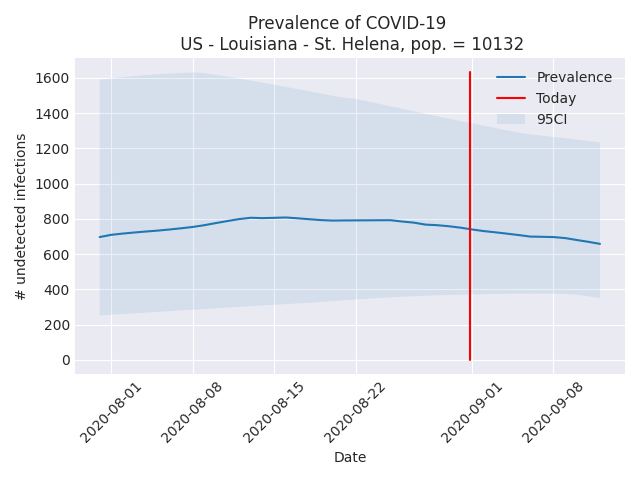 Prevalence of COVID-19
US - Louisiana - St. Helena, pop. = 10132
Prevalence
Today
95CI
# undetected infections
1600
1400
1200
1000
800
600
400
200
0
2020-08-01
2020-08-08
2020-08-15
2020-08-22
2020-09-01
2020-09-08
Date